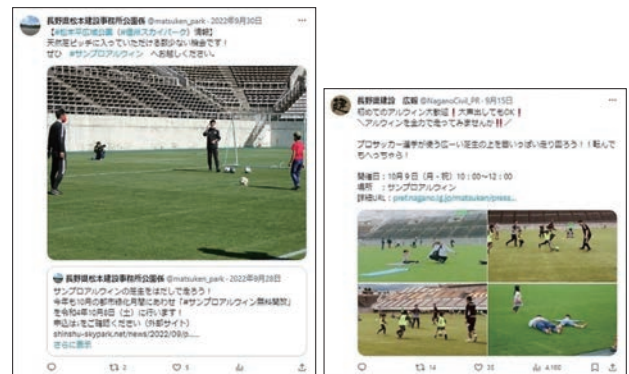 長野県松本建設事務所公園係 @matsuken_park・2022年9月30日
【#松本平広域公園(#信州スカイパーク)情報】
天然芝ピッチに入っていただける数少ない機会です!
ぜひ #サンプロアルウィン へお越しください。
長野県松本建設事務所公園係 @matsuken_park・2022年9月28日
サンプロアルウィンの芝生をはだしで走ろう!
今年も10月の都市緑化月間にあわせ「#サンプロアルウィン無料開放」
を令和4年10月8日(土)に行います!
申込は↓をご確認ください(外部サイト)
shinshu-skypark.net/news/2022/09/p......
さらに表示
2
5
長野県建設 広報 @NaganoCivil_PR・9月15日
初めてのアルウィン大歓迎❗大声出してもOK❗
\アルウィンを全力で走ってみませんか‼/
プロサッカー選手が使う広ーい芝生の上を思いっぱい走り回ろう!!転んで
もへっちゃら!
開催日:10月9日(月・祝)10:00~12:00
場所 :サンプロアルウィン
詳細URL:pref.nagano.lg.jp/matsuken/press...
14
35
4,160